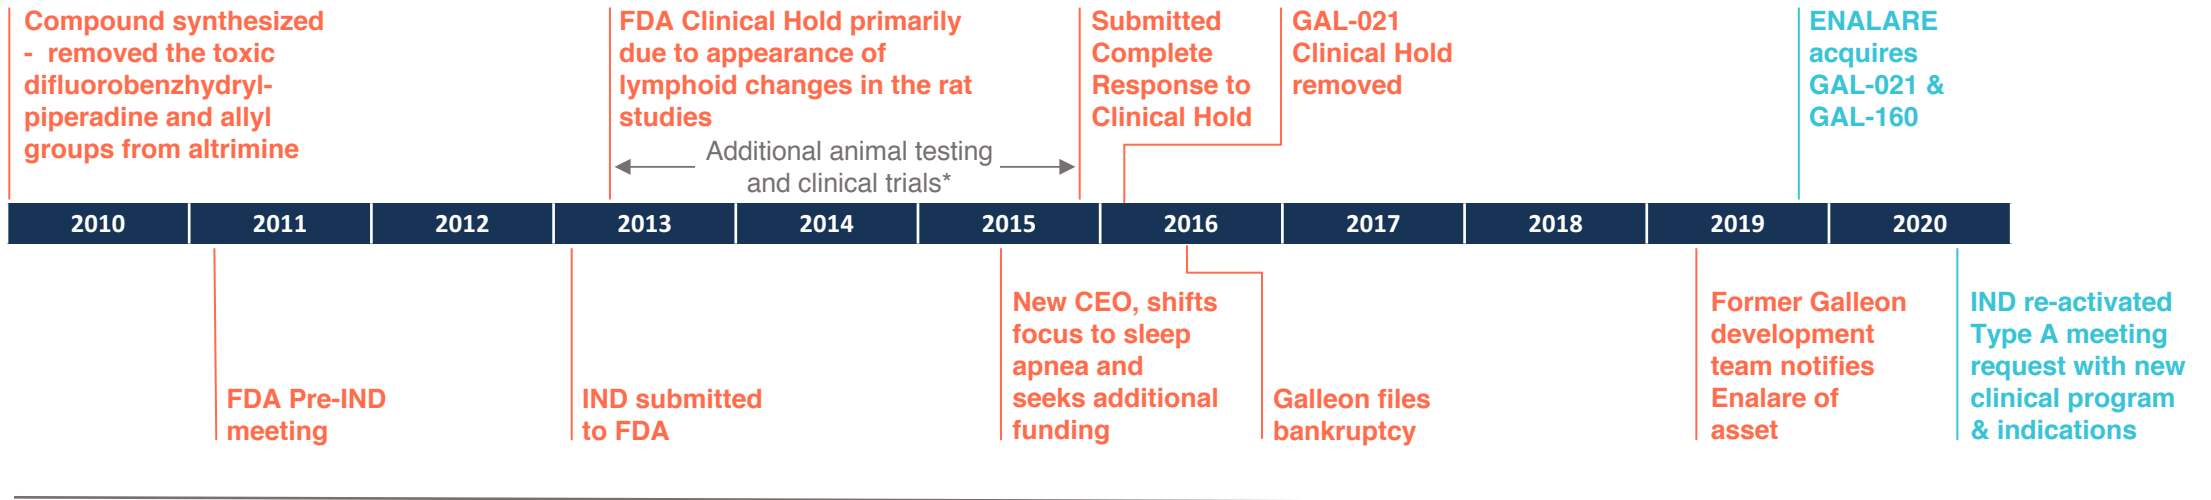 Compound synthesized
- removed the toxic
difluorobenzhydryl-
piperadine and allyl
groups from altrimine
FDA Clinical Hold primarily
due to appearance of
lymphoid changes in the rat
studies
Additional animal testing
and clinical trials*
Submitted
Complete
Response to
Clinical Hold
GAL-021
Clinical Hold
removed
ENALARE
acquires
GAL-021 &
GAL-160
2010 2011 2012 2013 2014 2015 2016 2017 2018 2019 2020
FDA Pre-IND
meeting
IND submitted
to FDA
New CEO, shifts
focus to sleep
apnea and
seeks additional
funding
Galleon files
bankruptcy
Former Galleon
development
team notifies
Enalare of
asset
IND re-activated
Type A meeting
request with new
clinical program
& indications